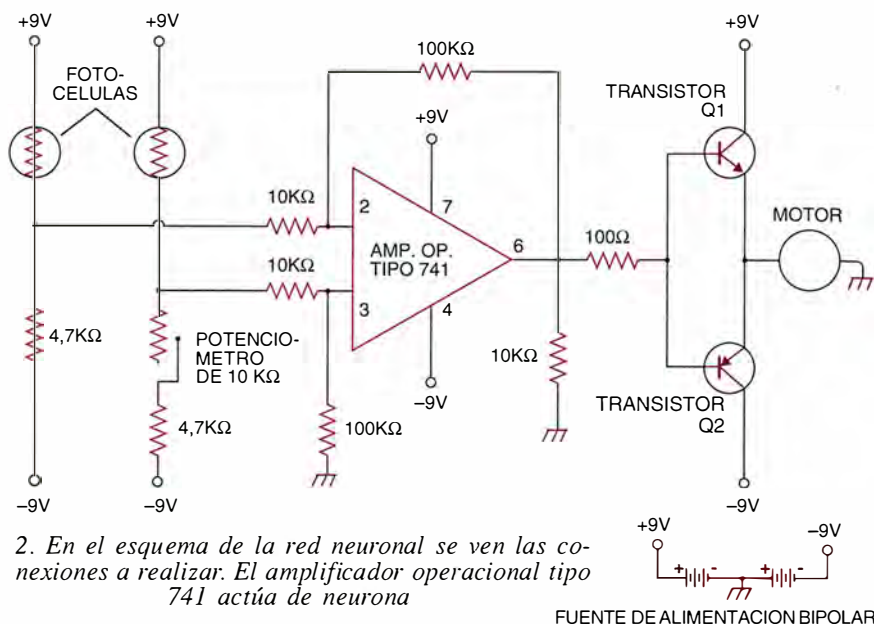 +9V
+9V
FOTO-
CELULAS
100KΩ
+9V
10KΩ
2
7
AMP. OP.
TIPO 741
6
10KΩ
3
4
-9V
100Ω
+9V
TRANSISTOR
Q1
MOTOR
4,7KΩ
POTENCIO-
METRO
DE 10 KΩ
4,7KΩ
100KΩ
10KΩ
TRANSISTOR
Q2
–9V
–9V
–9V
2. En el esquema de la red neuronal se ven las co-
nexiones a realizar. El amplificador operacional tipo
741 actúa de neurona
+9V
–9V
+ - + -
FUENTE DE ALIMENTACION BIPOLAR